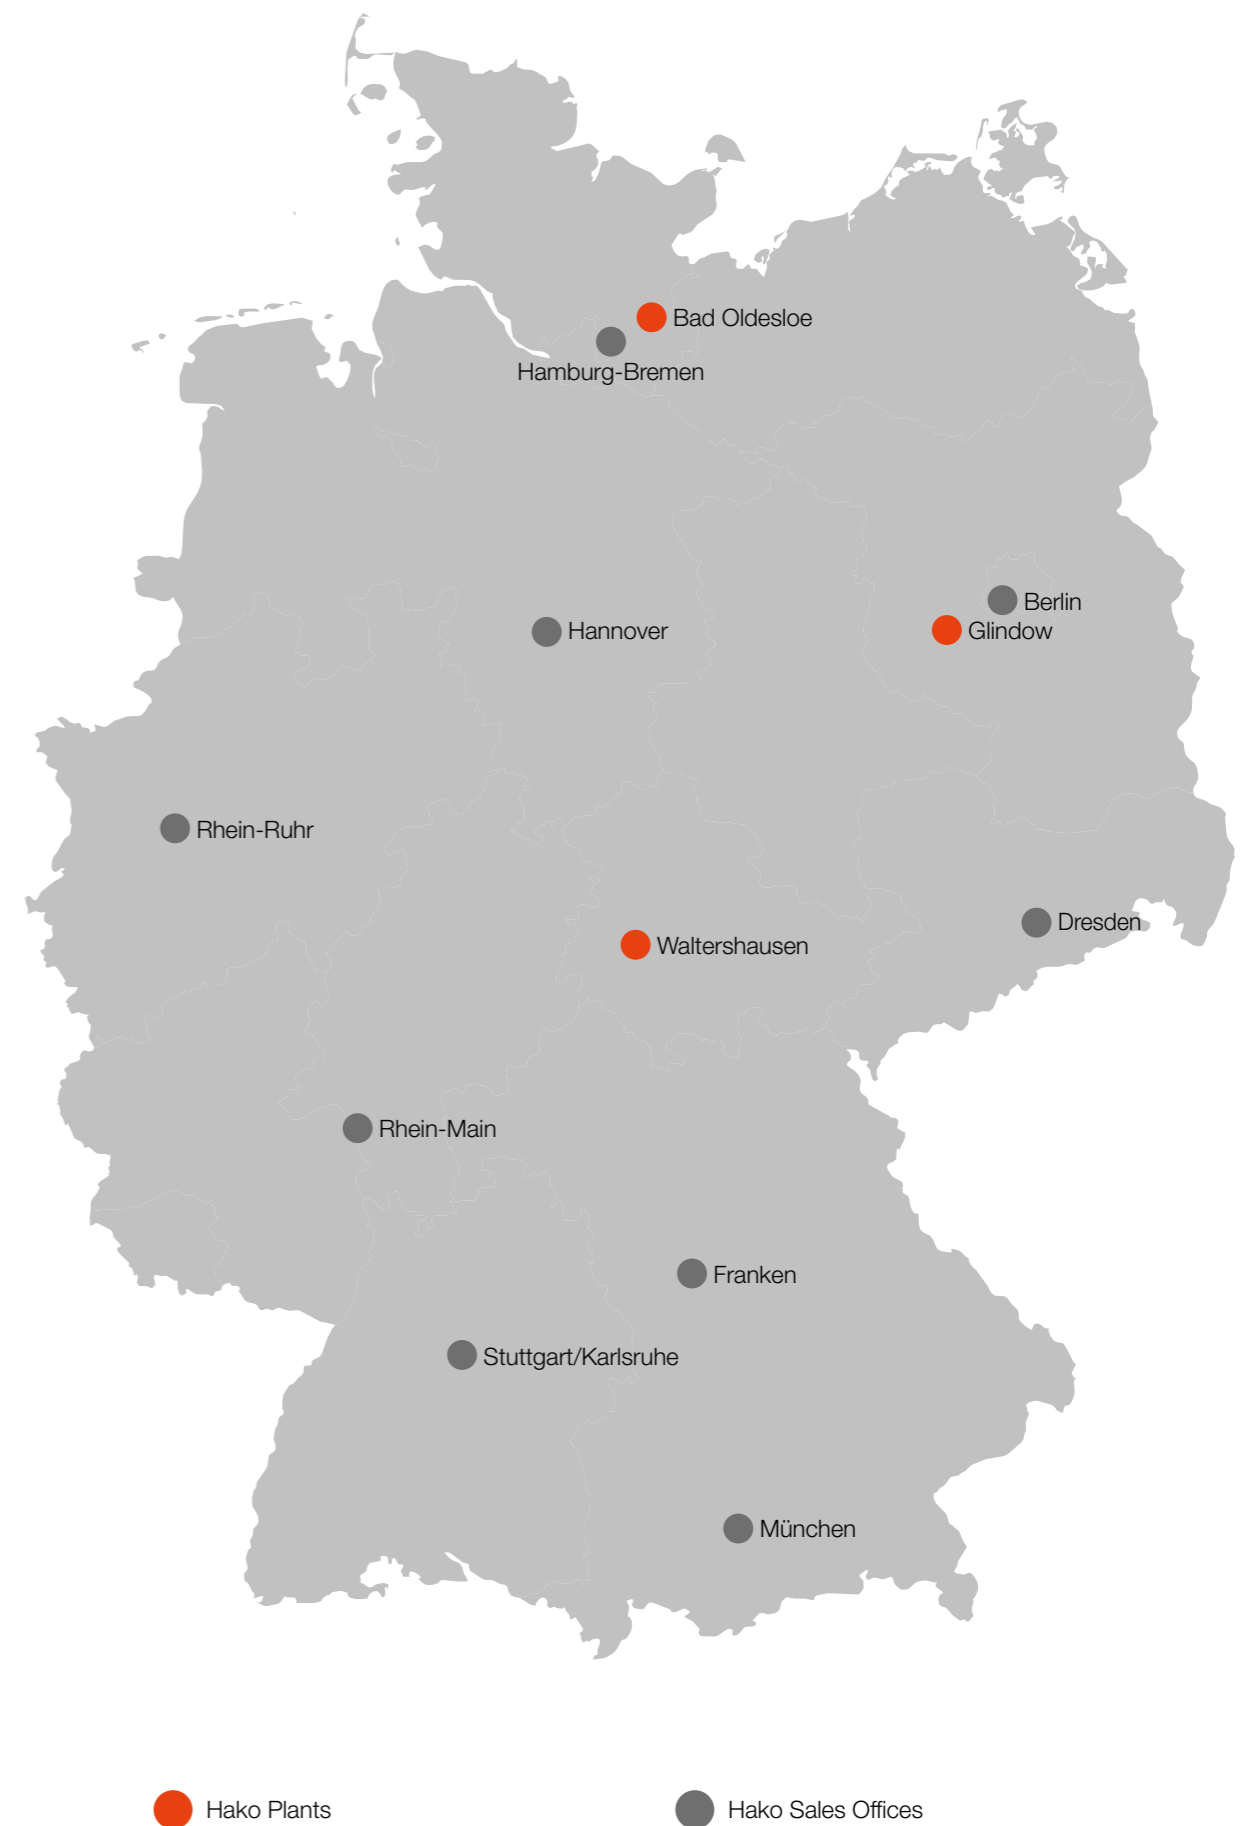 Bad Oldesloe
Hamburg-Bremen
Berlin
Hannover
Glindow
Rhein-Ruhr
Dresden
Waltershausen
Rhein-Main
Franken
Stuttgart/Karlsruhe
München
Hako Plants
Hako Sales Offices